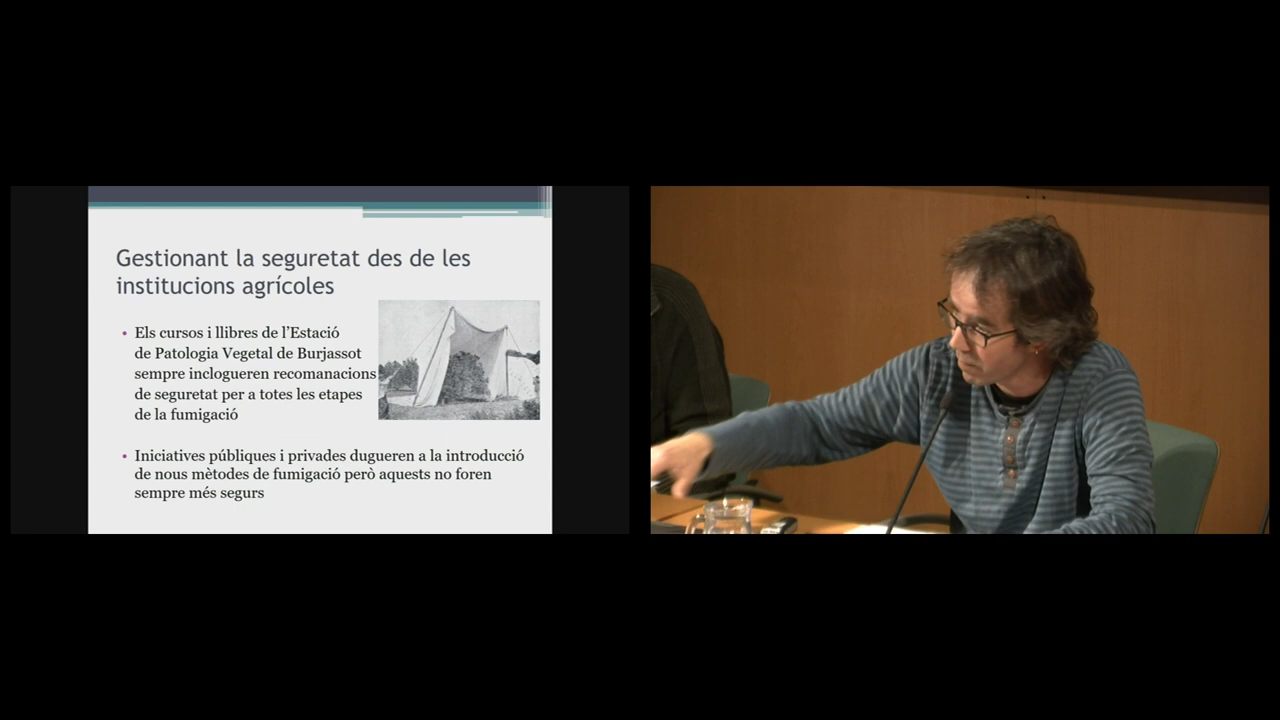 Gestionant la seguretat des de les
institucions agrícoles
• Els cursos i llibres de l’Estació
de Patologia Vegetal de Burjassot
sempre inclogueren recomanacions
de seguretat per a totes les etapes
de la fumigació
• Iniciatives públiques i privades dugueren a la introducció
de nous mètodes de fumigació però aquests no foren
sempre més segurs